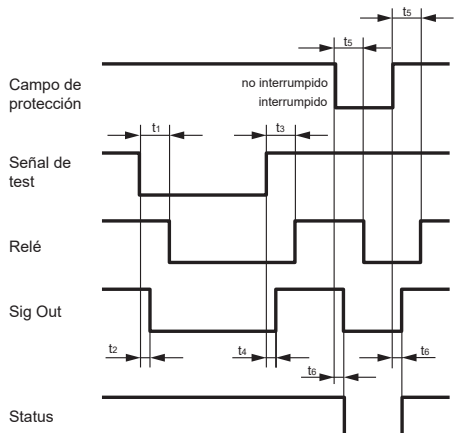 t5
t5
Campo de
protección
no interrumpido
interrumpido
t1
t3
Señal de
test
Relé
Sig Out
t2
t4
t6
t6
Status